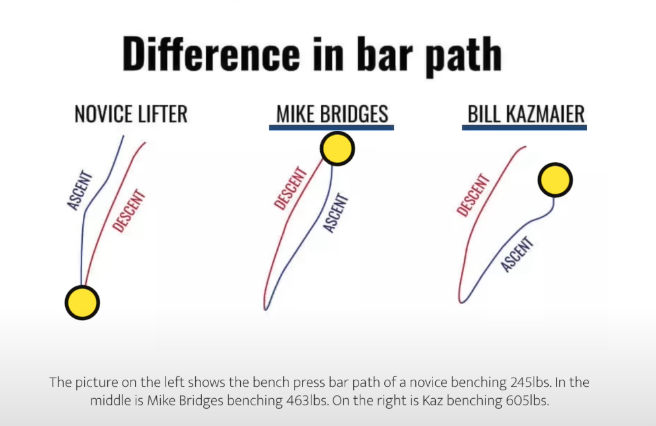 Difference in bar path
NOVICE LIFTER
ASCENT
DESCENT
MIKE BRIDGES
DESCENT
ASCENT
BILL KAZMAIER
DESCENT
ASCENT
The picture on the left shows the bench press bar path of a novice benching 245lbs. In the
middle is Mike Bridges benching 463lbs. On the right is Kaz benching 605lbs.